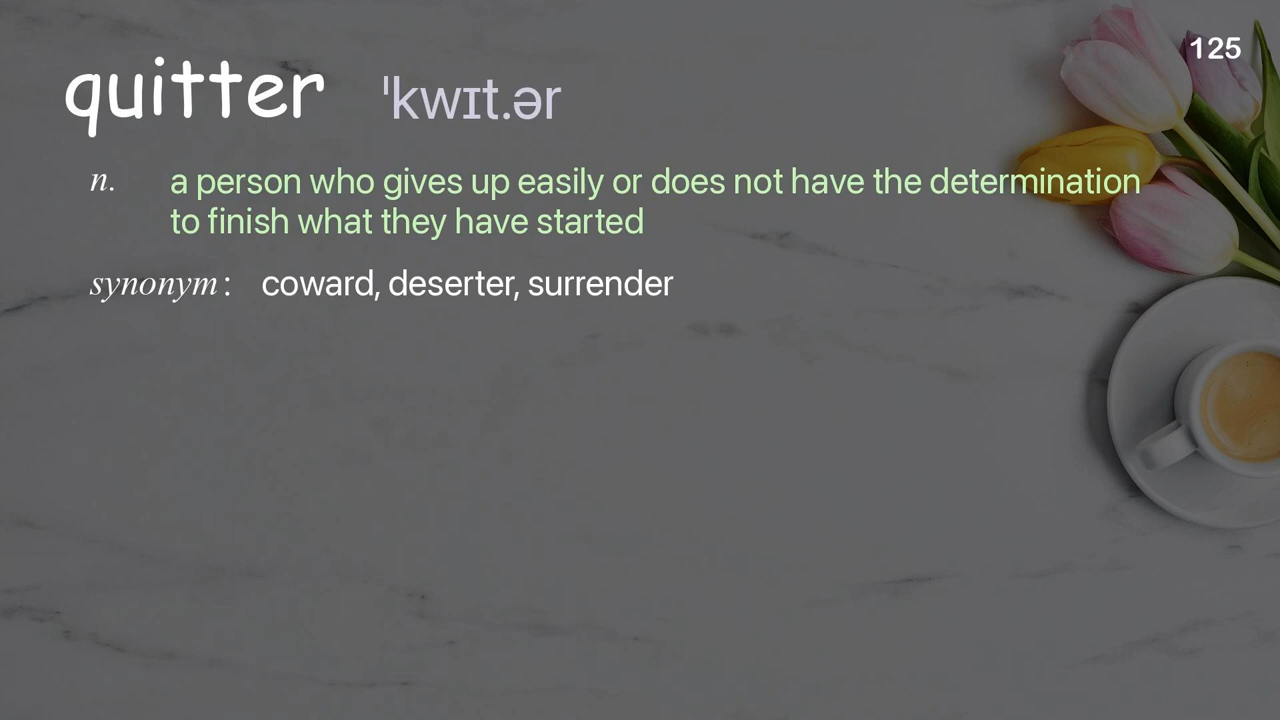 125
quitter ˈkwɪt.ər
n. a person who gives up easily or does not have the determination
to finish what they have started
synonym: coward, deserter, surrender